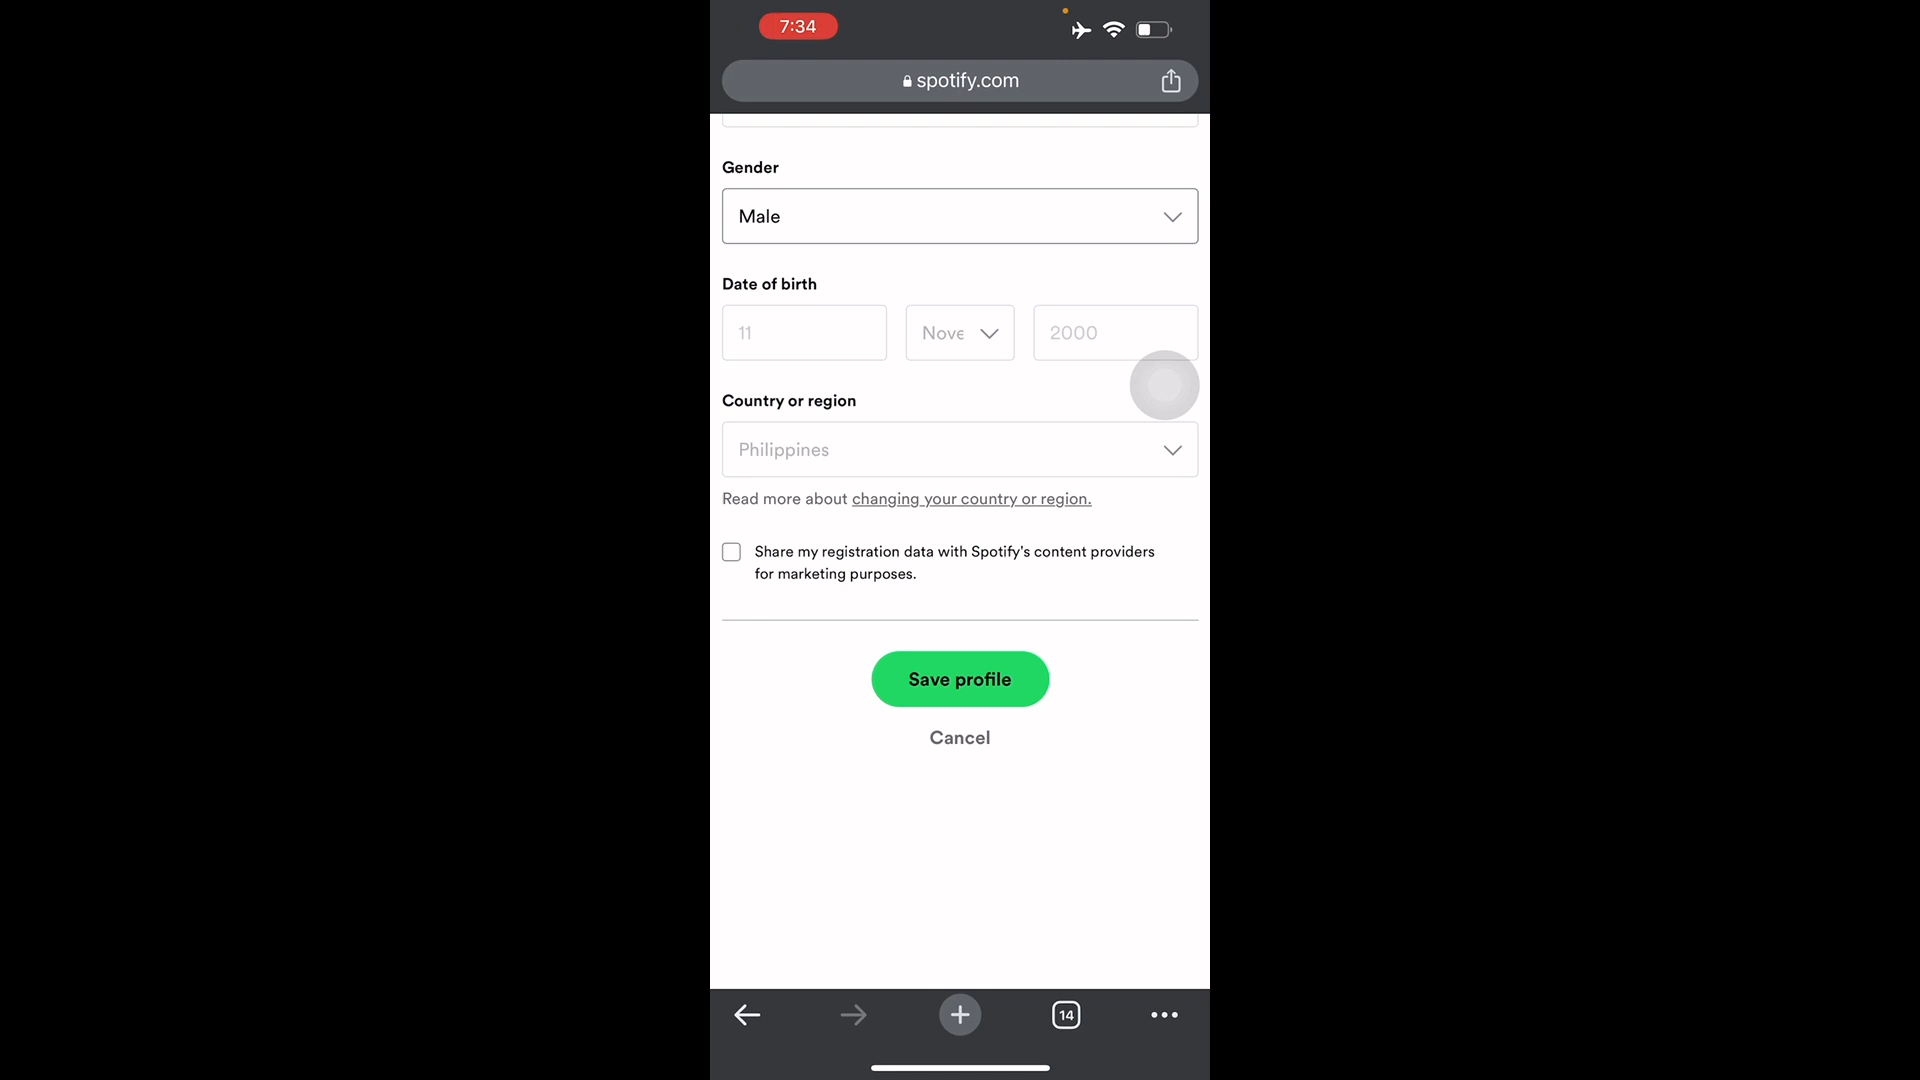 7:34
spotify.com
Gender
Male
Date of birth
11
Nove
2000
Country or region
Philippines
Read more about changing your country or region.
Share my registration data with Spotify's content providers
for marketing purposes.
Save profile
Cancel
14